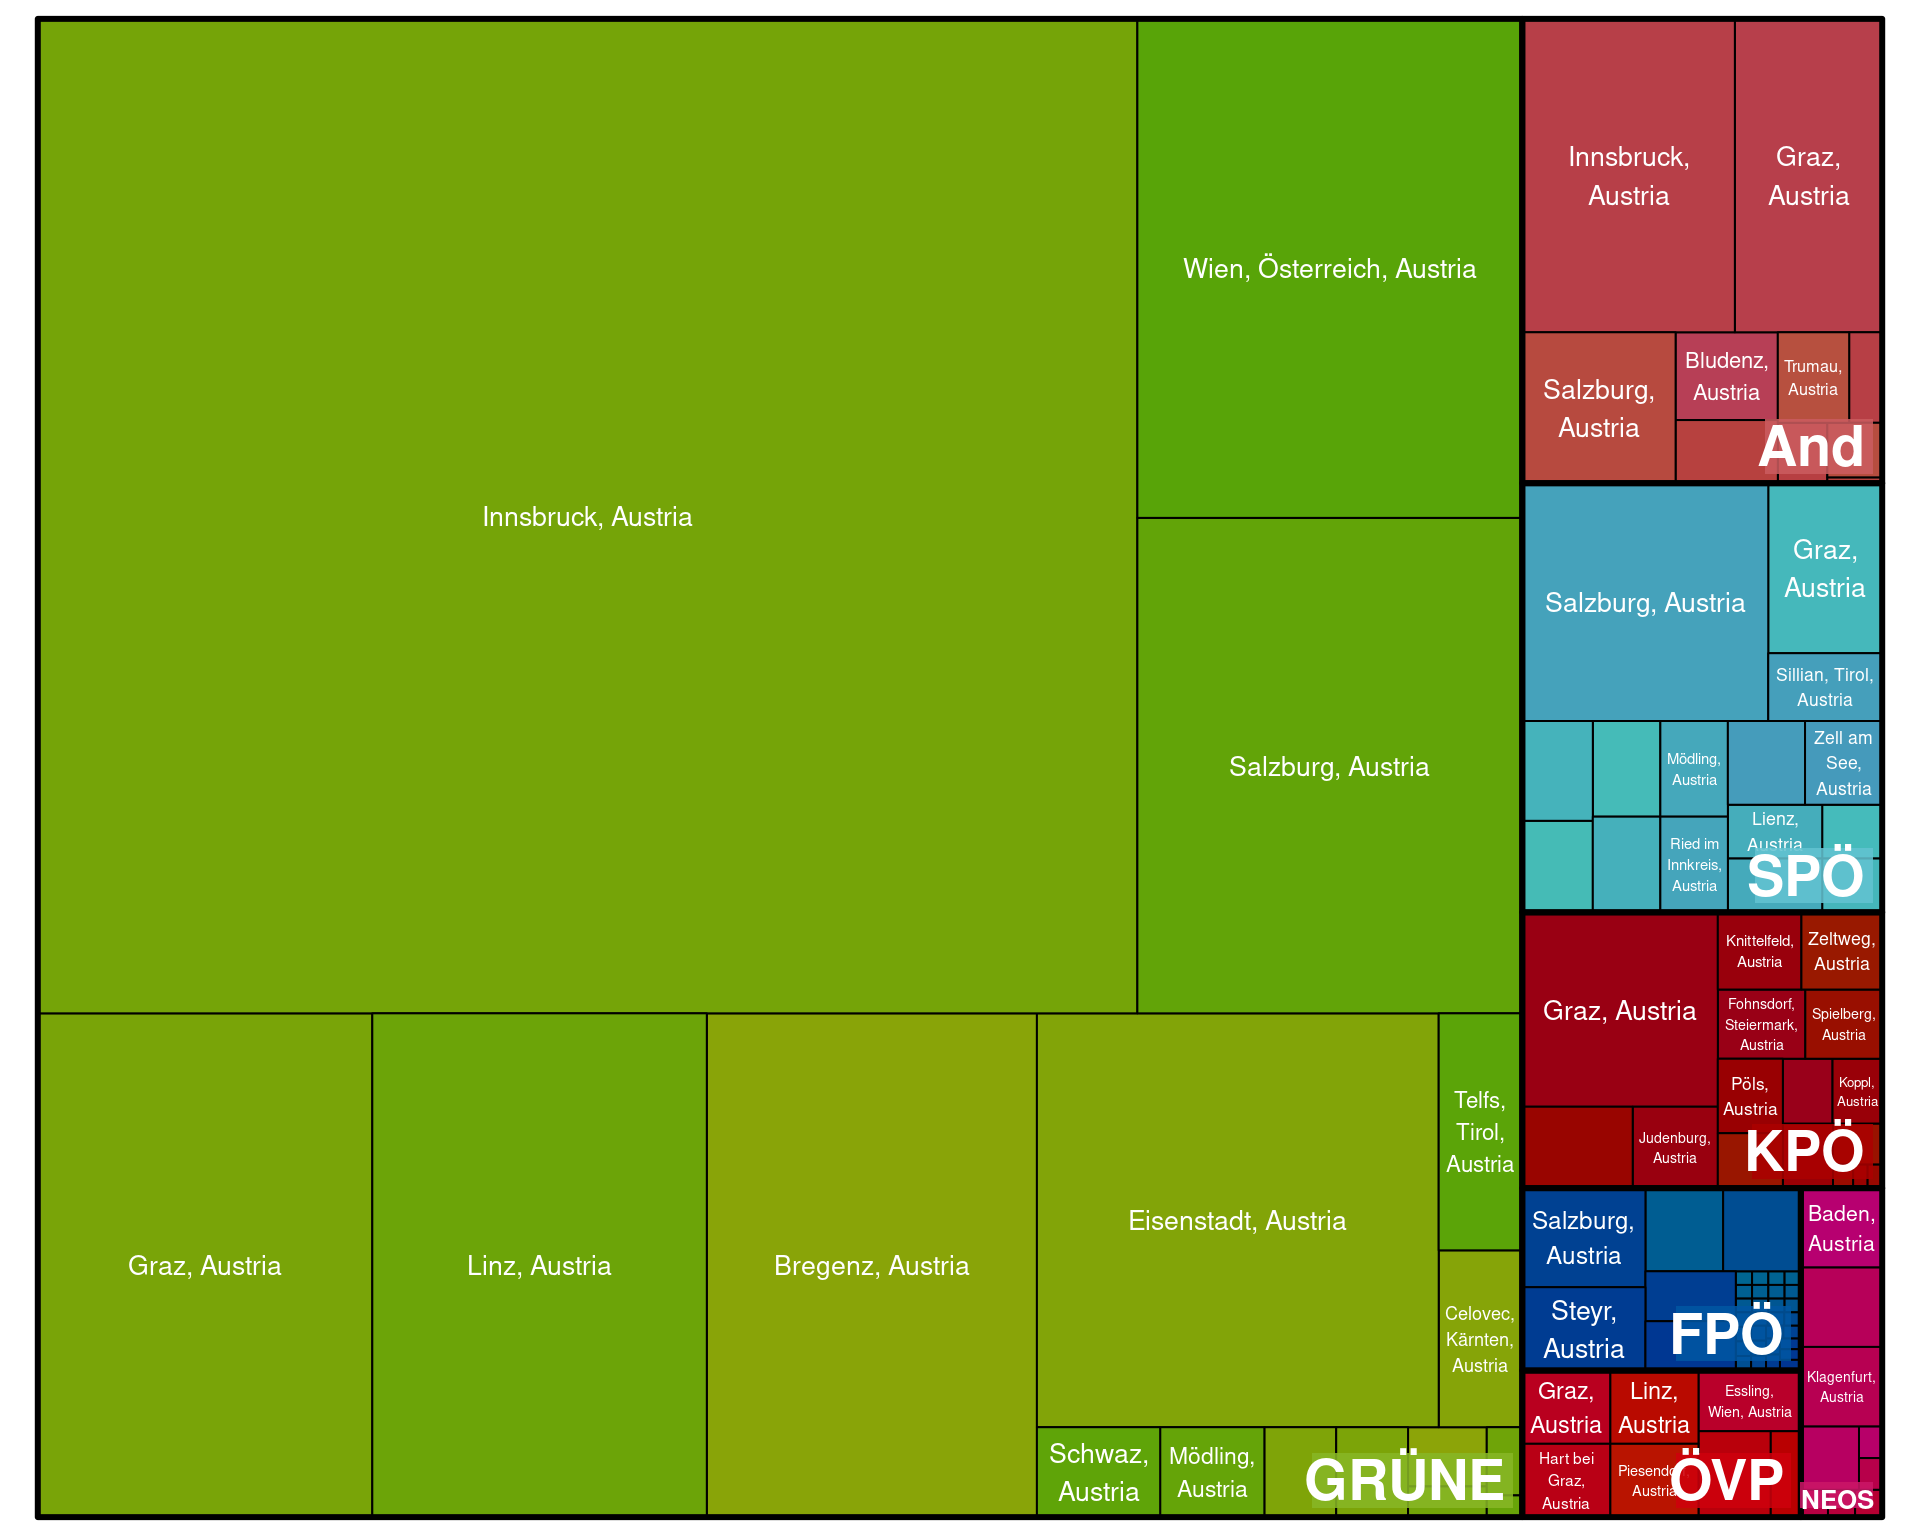 Innsbruck, Austria
Wien, Österreich, Austria
Salzburg, Austria
Graz, Austria
Linz, Austria
Bregenz, Austria
Eisenstadt, Austria
Telfs,
Tirol,
Austria
Celovec,
Kärnten,
Austria
Schwaz,
Austria
Mödling,
Austria
GRÜNE
Innsbruck,
Austria
Graz,
Austria
Salzburg,
Austria
Bludenz,
Austria
Trumau,
Austria
And
Salzburg, Austria
Graz,
Austria
Sillian, Tirol,
Austria
Mödling,
Austria
Zell am
See,
Austria
Ried im
Innkreis,
Austria
Lienz,
Austria
SPÖ
Graz, Austria
Knittelfeld,
Austria
Zeltweg,
Austria
Fohnsdorf,
Steiermark,
Austria
Spielberg,
Austria
Pöls,
Austria
Koppl,
Austria
Judenburg,
Austria
KPÖ
Salzburg,
Austria
Steyr,
Austria
FPÖ
Baden,
Austria
Klagenfurt,
Austria
NEOS
Graz,
Austria
Linz,
Austria
Essling,
Wien, Austria
Hart bei
Graz,
Austria
Austria
ÖVP